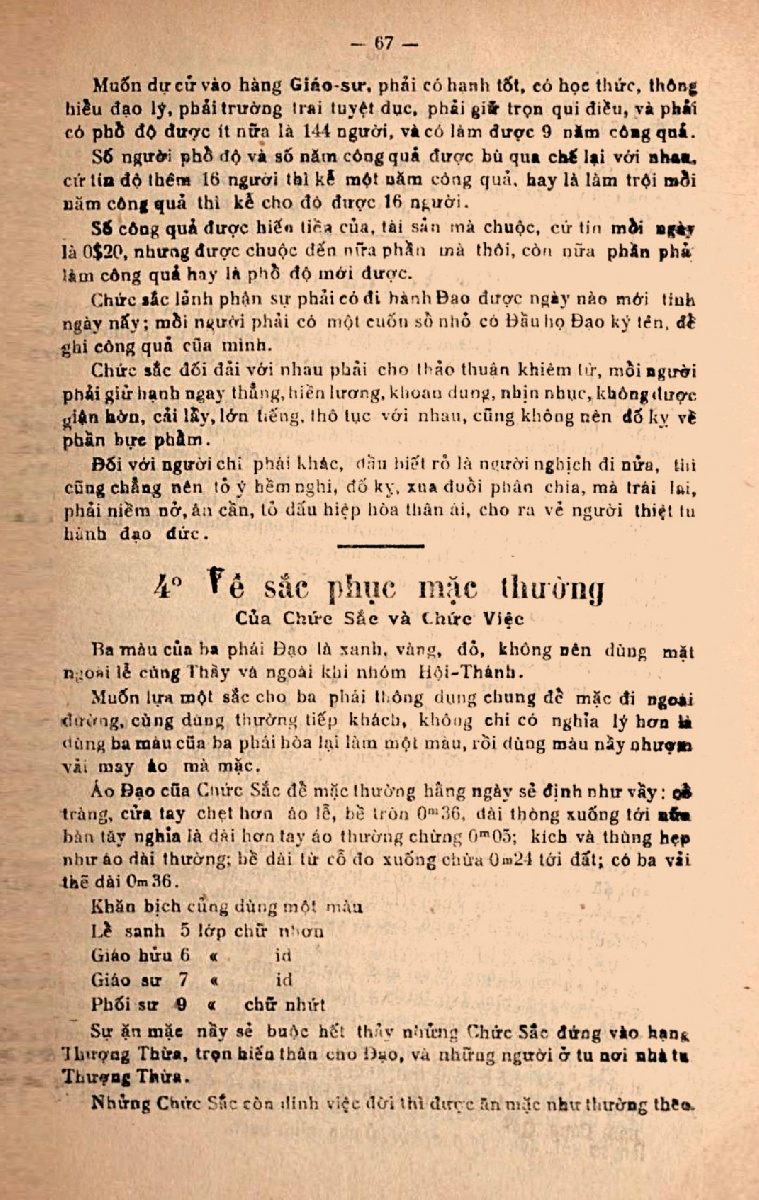 — 67 —
Muốn dự cử vào hàng Giáo-sư, phải có hạnh tốt, có học thức, thông
hiểu đạo lý, phải trường trai tuyệt dục, phải giữ trọn qui điều, và phải
có phổ độ được ít nữa là 144 người, và có làm được 9 năm công quả.
Số người phổ độ và số năm công quả được bù qua chế lại với nhau,
cứ tín độ thêm 16 người thì kể một năm công quả, hay là làm trội mỗi
năm công quả thì kể cho độ được 16 người.
Số công quả được hiến tiền của, tài sản mà chuộc, cứ tín mỗi ngày
là 0$20, nhưng được chuộc đến nữa phần mà thôi, còn nữa phần phả
làm công quả hay là phổ độ mới được.
Chức sắc lảnh phận sự phải có đi hành Đạo được ngày nào mới tính
ngày nấy; mỗi người phải có một cuốn sổ nhỏ có Đầu họ Đạo ký tên, để
ghi công quả của mình.
Chức sắc đối đải với nhau phải cho thảo thuận khiêm từ, mỗi người
phải giử hạnh ngay thẳng, hiền lương, khoan dung, nhịn nhục, không được
giận hờn, cải lẫy, lớn tiếng, thô tục với nhau, cũng không nên đố kỵ về
phần bực phẩm.
Đối với người chi phái khác, dầu biết rỏ là người nghịch đi nửa, thì
cũng chẳng nên tỏ ý hềm nghi, đố kỵ, xua đuổi phân chia, mà trái lại,
phải niềm nở, ân cần, tỏ dấu hiệp hòa thân ái, cho ra vẻ người thiệt tu
hành đạo đức.
4° Về sắc phục mặc thường
Của Chức Sắc và Chức Việc
Ba màu của ba phái Đạo là xanh, vàng, đỏ, không nên dùng mặt
ngoài lễ cúng Thầy và ngoài khi nhóm Hội-Thánh.
Muốn lựa một sắc cho ba phái thông dụng chung để mặc đi ngoài
đường, cùng dùng thường tiếp khách, không chi có nghĩa lý hơn là
dùng ba màu của ba phái hòa lại làm một màu, rồi dùng màu nầy nhượm
vải may áo mà mặc.
Áo Đạo của Chức Sắc để mặc thường hằng ngày sẻ định như vầy: cổ
tràng, cửa tay chẹt hơn áo lễ, bề tròn 0m36, dài thòng xuống tới nữa
bàn tây nghĩa là dài hơn tay áo thường chừng 0m05; kích và thùng hẹp
như áo dài thường; bề dài từ cổ đo xuống chừa 0m24 tới đất; có ba vải
thẽ dài 0m36.
Khăn bịch cũng dùng một màu
Lễ sanh 5 lớp chữ nhơn
Giáo hửu 6 « id
Giáo sư 7 « id
Phối sư 9 « chữ nhứt
Sự ăn mặc nầy sẻ buộc hết thảy những Chức Sắc đứng vào hạng
Thượng Thừa, trọn hiến thân cho Đạo, và những người ở tu nơi nhà tu
Thượng Thừa.
Những Chức Sắc còn dính việc đời thì được ăn mặc như thường theo.